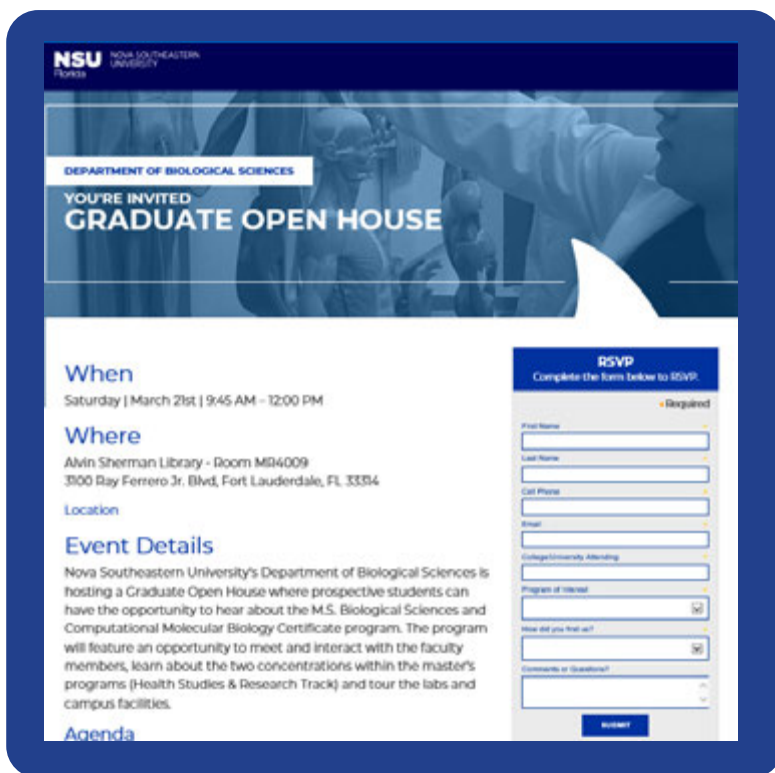 NSU
Florida
NOVA SOUTHEASTERN
UNIVERSITY
DEPARTMENT OF BIOLOGICAL SCIENCES
YOU'RE INVITED
GRADUATE OPEN HOUSE
When
Saturday | March 21st | 9:45 AM - 12:00 PM
Where
Alvin Sherman Library - Room MR4009
3100 Ray Ferrero Jr. Blvd, Fort Lauderdale, FL 33314
Location
Event Details
Nova Southeastern University's Department of Biological Sciences is
hosting a Graduate Open House where prospective students can
have the opportunity to hear about the M.S. Biological Sciences and
Computational Molecular Biology Certificate program. The program
will feature an opportunity to meet and interact with the faculty
members, learn about the two concentrations within the master's
programs (Health Studies & Research Track) and tour the labs and
campus facilities.
Agenda
RSVP
Complete the form below to RSVP.
*Required
First Name *
Last Name *
Cell Phone *
Email *
College/University Attending *
Program of Interest *
How did you find us? *
Comments or Questions?
SUBMIT